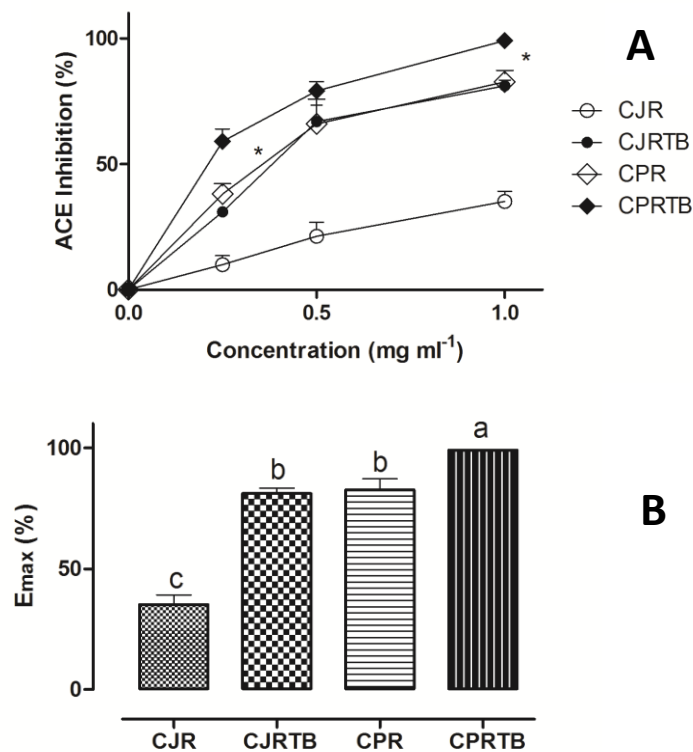 A
100
50
0
ACE Inhibition (%)
*
*
0.0 0.5 1.0
Concentration (mg ml-1)
CJR
CJRTB
CPR
CPRTB
B
100
50
0
Emax (%)
c b b a
CJR CJRTB CPR CPRTB